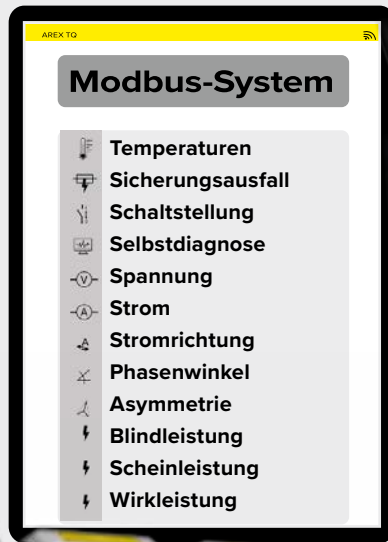 AREX TQ
Modbus-System
Temperaturen
Sicherungsausfall
Schaltstellung
Selbstdiagnose
V Spannung
A Strom
A Stromrichtung
Phasenwinkel
Asymmetrie
Blindleistung
Scheinleistung
Wirkleistung